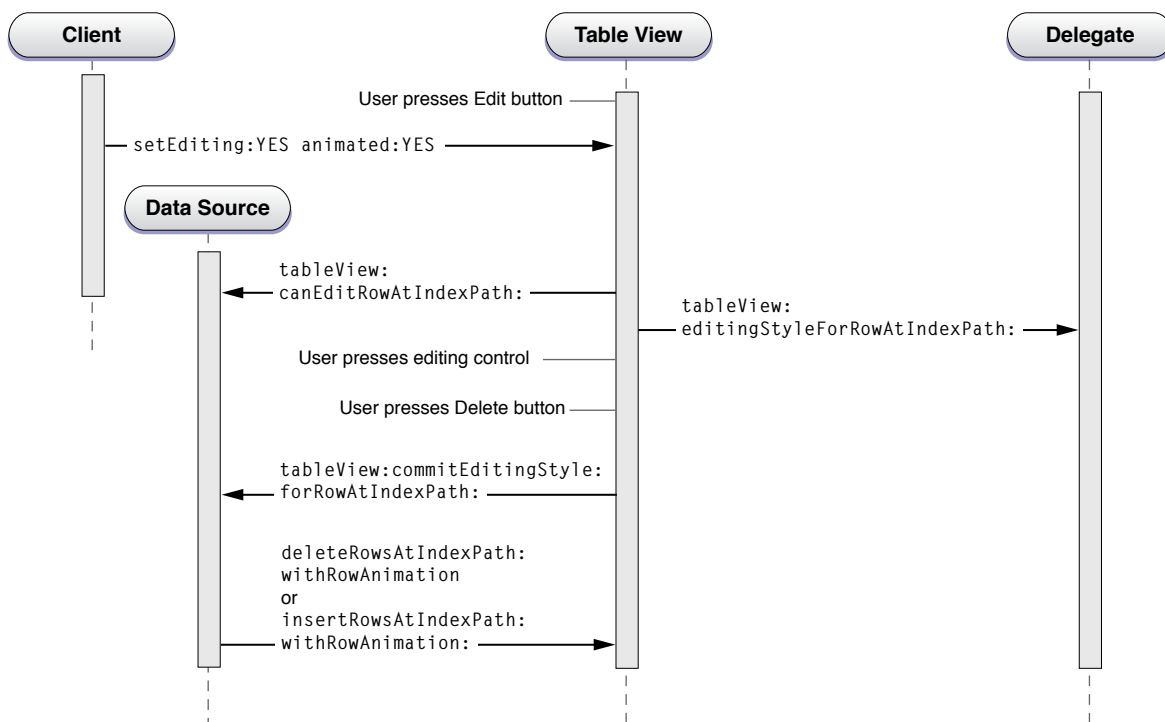 Client
Table View
Delegate
User presses Edit button
setEditing:YES animated:YES
Data Source
tableView:
canEditRowAtIndexPath:
tableView:
editingStyleForRowAtIndexPath:
User presses editing control
User presses Delete button
tableView:commitEditingStyle:
forRowAtIndexPath:
deleteRowsAtIndexPath:
withRowAnimation
or
insertRowsAtIndexPath:
withRowAnimation: